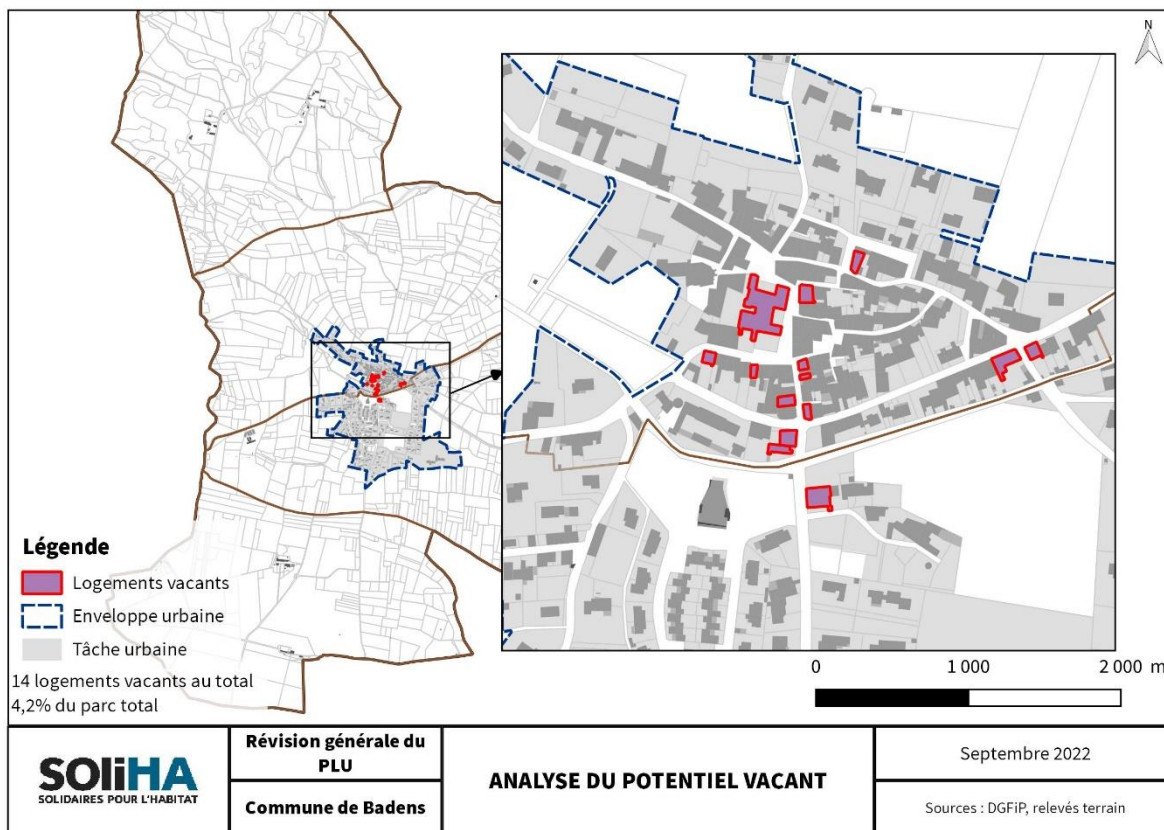 N
Légende
Logements vacants
Enveloppe urbaine
Tâche urbaine
14 logements vacants au total
4,2% du parc total
0 1 000 2 000 m
SOliHA
SOLIDAIRES POUR L'HABITAT
Révision générale du
PLU
Commune de Badens
ANALYSE DU POTENTIEL VACANT
Septembre 2022
Sources : DGFiP, relevés terrain